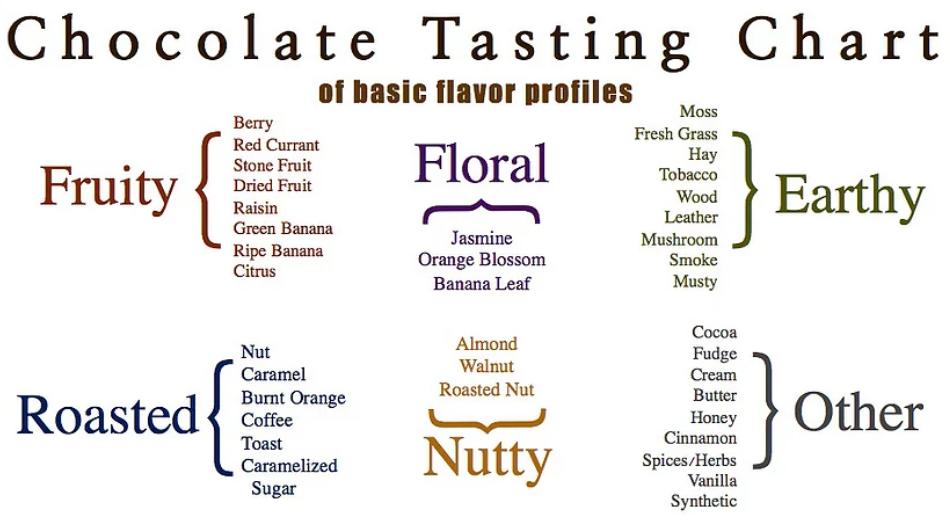 Chocolate Tasting Chart
of basic flavor profiles
Fruity
Berry
Red Currant
Stone Fruit
Dried Fruit
Raisin
Green Banana
Ripe Banana
Citrus
Floral
Jasmine
Orange Blossom
Banana Leaf
Moss
Fresh Grass
Hay
Tobacco
Wood
Leather
Mushroom
Smoke
Musty
Earthy
Roasted
Nut
Caramel
Burnt Orange
Coffee
Toast
Caramelized
Sugar
Almond
Walnut
Roasted Nut
Nutty
Cocoa
Fudge
Cream
Butter
Honey
Cinnamon
Spices/Herbs
Vanilla
Synthetic
Other